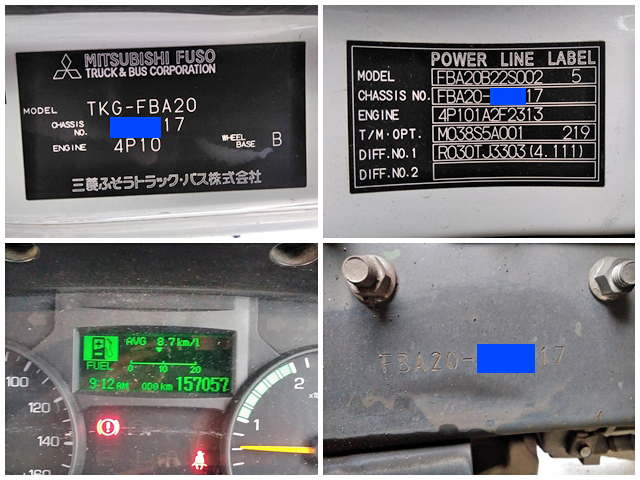 MITSUBISHI FUSO
TRUCK & BUS CORPORATION
MODEL TKG-FBA20
CHASSIS NO. 17
ENGINE 4P10
WHEEL BASE B
三菱ふそうトラック・バス株式会社
POWER LINE LABEL
MODEL FBA20B22S002 5
CHASSIS NO. FBA20- 17
ENGINE 4P101A2F2313
T/M・OPT. M038S5A001 219
DIFF.NO.1 R030TJ3303(4.111)
DIFF.NO.2
AVG 8.7km/l
FUEL 0 10 20
9:12AM ODO km 157057
100
120
140
160
1
2
FBA20- 17